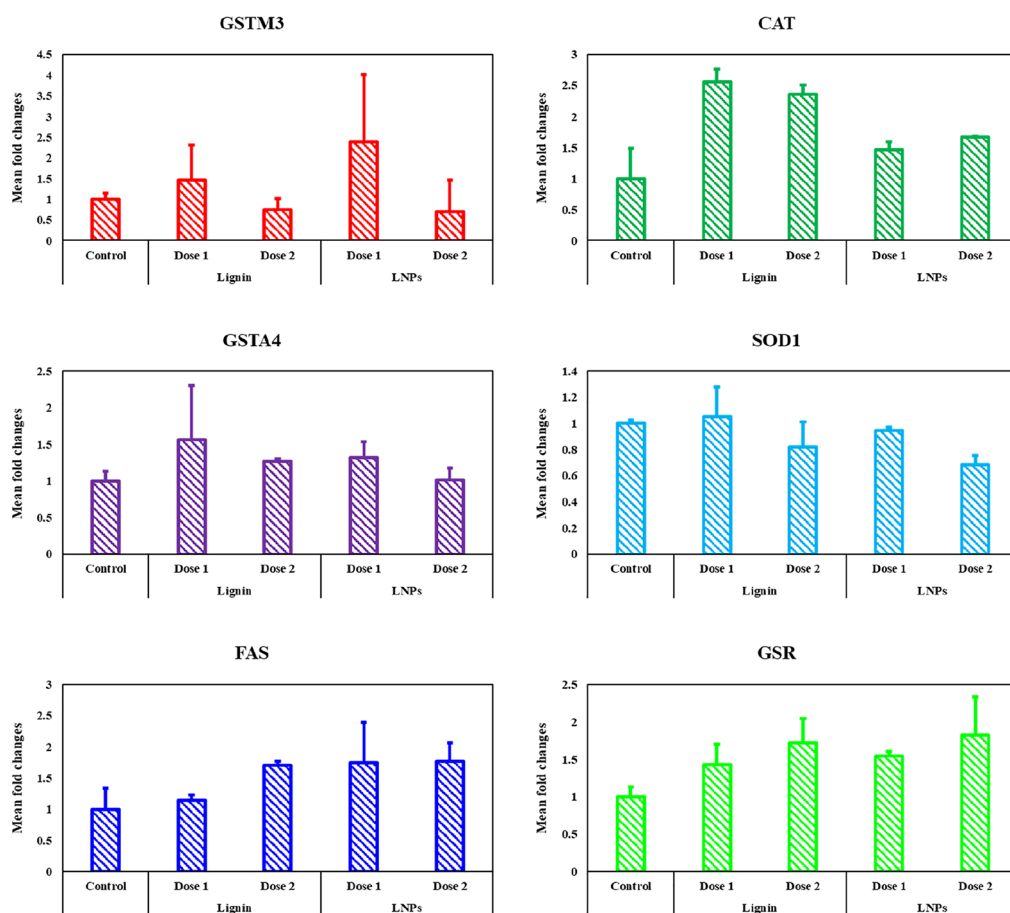 GSTM3
Mean fold changes
4.5
4
3.5
3
2.5
2
1.5
1
0.5
0
Control Dose 1 Dose 2 Dose 1 Dose 2
Lignin LNPs
CAT
Mean fold changes
3
2.5
2
1.5
1
0.5
0
Control Dose 1 Dose 2 Dose 1 Dose 2
Lignin LNPs
GSTA4
Mean fold changes
2.5
2
1.5
1
0.5
0
Control Dose 1 Dose 2 Dose 1 Dose 2
Lignin LNPs
SOD1
Mean fold changes
1.4
1.2
1
0.8
0.6
0.4
0.2
0
Control Dose 1 Dose 2 Dose 1 Dose 2
Lignin LNPs
FAS
Mean fold changes
3
2.5
2
1.5
1
0.5
0
Control Dose 1 Dose 2 Dose 1 Dose 2
Lignin LNPs
GSR
Mean fold changes
2.5
2
1.5
1
0.5
0
Control Dose 1 Dose 2 Dose 1 Dose 2
Lignin LNPs